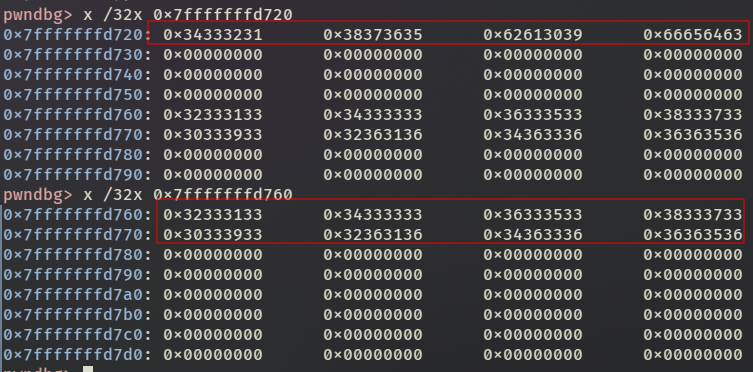 pwndbg> x /32x 0x7fffffffd720
0x7fffffffd720: 0x34333231 0x38373635 0x62613039 0x66656463
0x7fffffffd730: 0x00000000 0x00000000 0x00000000 0x00000000
0x7fffffffd740: 0x00000000 0x00000000 0x00000000 0x00000000
0x7fffffffd750: 0x00000000 0x00000000 0x00000000 0x00000000
0x7fffffffd760: 0x32333133 0x34333333 0x36333533 0x38333733
0x7fffffffd770: 0x30333933 0x32363136 0x34363336 0x36363536
0x7fffffffd780: 0x00000000 0x00000000 0x00000000 0x00000000
0x7fffffffd790: 0x00000000 0x00000000 0x00000000 0x00000000
pwndbg> x /32x 0x7fffffffd760
0x7fffffffd760: 0x32333133 0x34333333 0x36333533 0x38333733
0x7fffffffd770: 0x30333933 0x32363136 0x34363336 0x36363536
0x7fffffffd780: 0x00000000 0x00000000 0x00000000 0x00000000
0x7fffffffd790: 0x00000000 0x00000000 0x00000000 0x00000000
0x7fffffffd7a0: 0x00000000 0x00000000 0x00000000 0x00000000
0x7fffffffd7b0: 0x00000000 0x00000000 0x00000000 0x00000000
0x7fffffffd7c0: 0x00000000 0x00000000 0x00000000 0x00000000
0x7fffffffd7d0: 0x00000000 0x00000000 0x00000000 0x00000000
pwndbg>